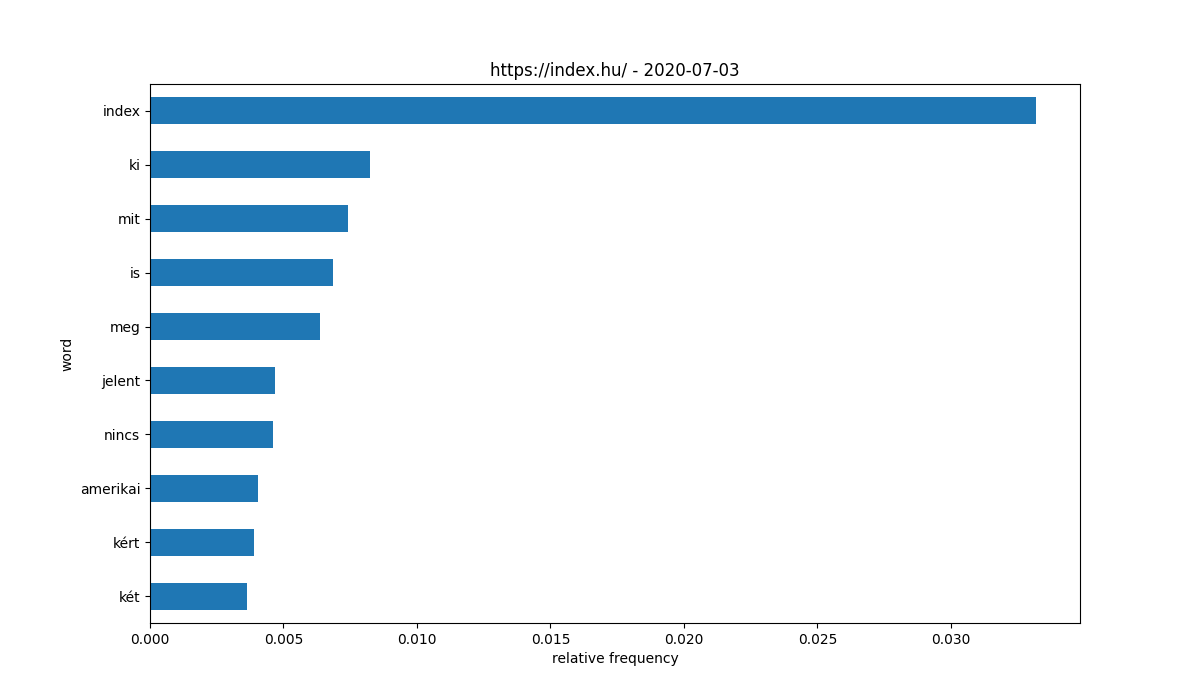 https://index.hu/ - 2020-07-03
index
ki
mit
is
meg
jelent
nincs
amerikai
kért
két
word
0.000 0.005 0.010 0.015 0.020 0.025 0.030
relative frequency